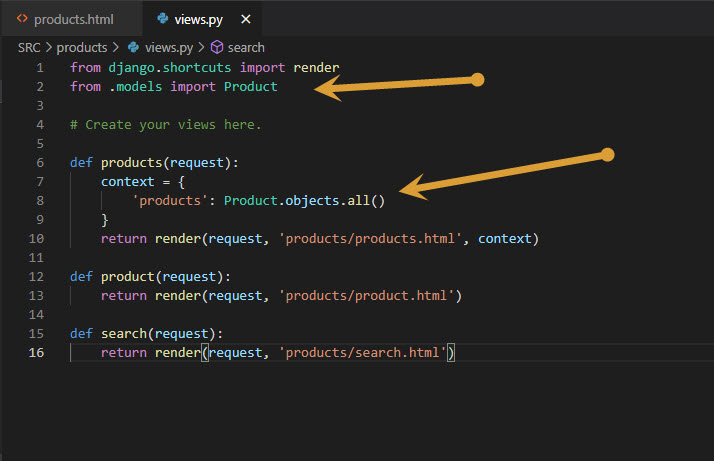 <> products.html views.py ×
SRC > products > views.py > search
1 from django.shortcuts import render
2 from .models import Product
3
4 # Create your views here.
5
6 def products(request):
7     context = {
8         'products': Product.objects.all()
9     }
10     return render(request, 'products/products.html', context)
11
12 def product(request):
13     return render(request, 'products/product.html')
14
15 def search(request):
16     return render(request, 'products/search.html')